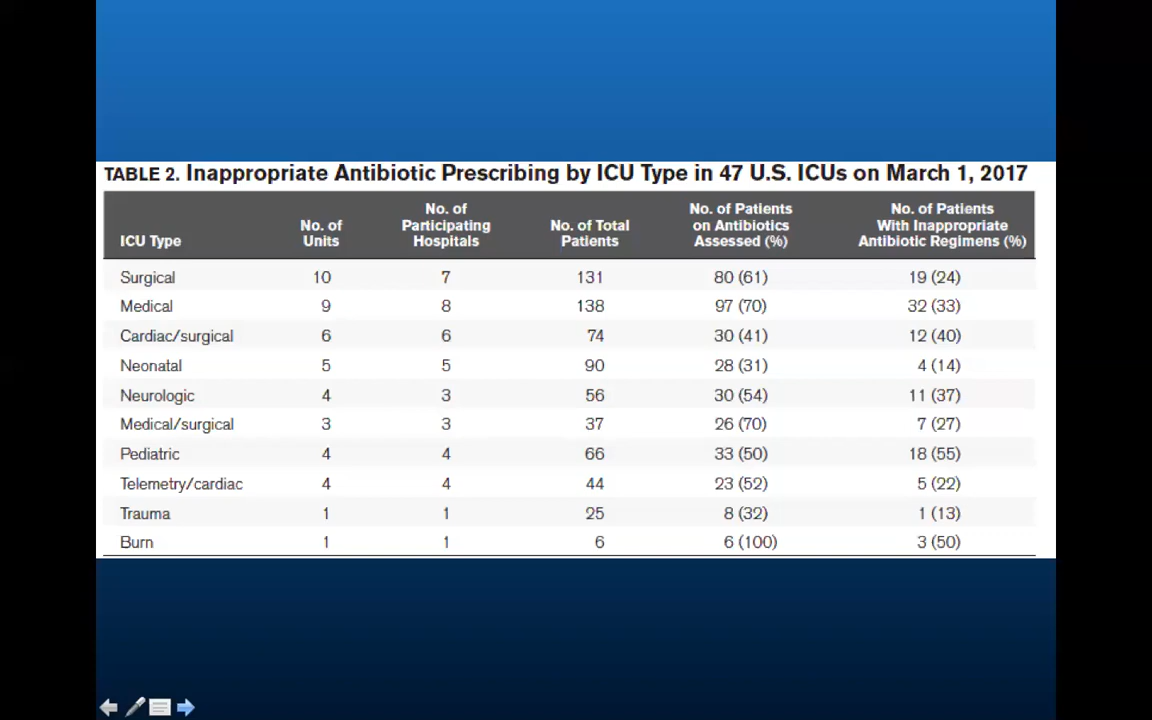 TABLE 2. Inappropriate Antibiotic Prescribing by ICU Type in 47 U.S. ICUs on March 1, 2017
ICU Type No. of Units No. of Participating Hospitals No. of Total Patients No. of Patients on Antibiotics Assessed (%) No. of Patients With Inappropriate Antibiotic Regimens (%)
Surgical 10 7 131 80 (61) 19 (24)
Medical 9 8 138 97 (70) 32 (33)
Cardiac/surgical 6 6 74 30 (41) 12 (40)
Neonatal 5 5 90 28 (31) 4 (14)
Neurologic 4 3 56 30 (54) 11 (37)
Medical/surgical 3 3 37 26 (70) 7 (27)
Pediatric 4 4 66 33 (50) 18 (55)
Telemetry/cardiac 4 4 44 23 (52) 5 (22)
Trauma 1 1 25 8 (32) 1 (13)
Burn 1 1 6 6 (100) 3 (50)